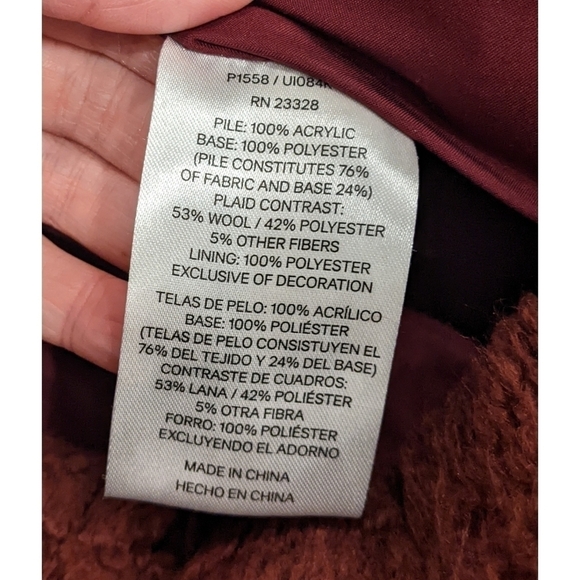 P1558 / UI084
RN 23328
PILE: 100% ACRYLIC
BASE: 100% POLYESTER
(PILE CONSTITUTES 76%
OF FABRIC AND BASE 24%)
PLAID CONTRAST:
53% WOOL / 42% POLYESTER
5% OTHER FIBERS
LINING: 100% POLYESTER
EXCLUSIVE OF DECORATION
TELAS DE PELO: 100% ACRÍLICO
BASE: 100% POLIÉSTER
(TELAS DE PELO CONSISTUYEN EL
76% DEL TEJIDO Y 24% DEL BASE)
CONTRASTE DE CUADROS:
53% LANA / 42% POLIÉSTER
5% OTRA FIBRA
FORRO: 100% POLIÉSTER
EXCLUYENDO EL ADORNO
MADE IN CHINA
HECHO EN CHINA